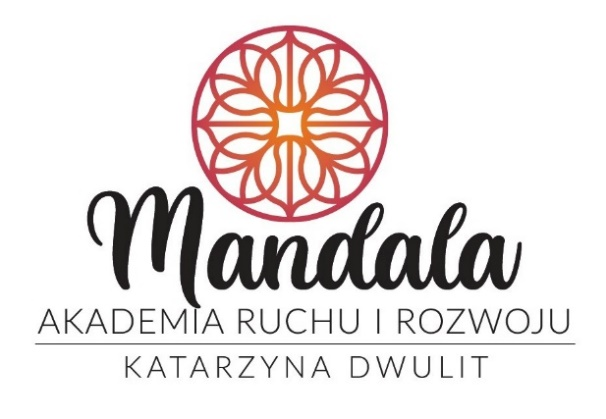 Mandala
AKADEMIA RUCHU I ROZWOJU
KATARZYNA DWULIT